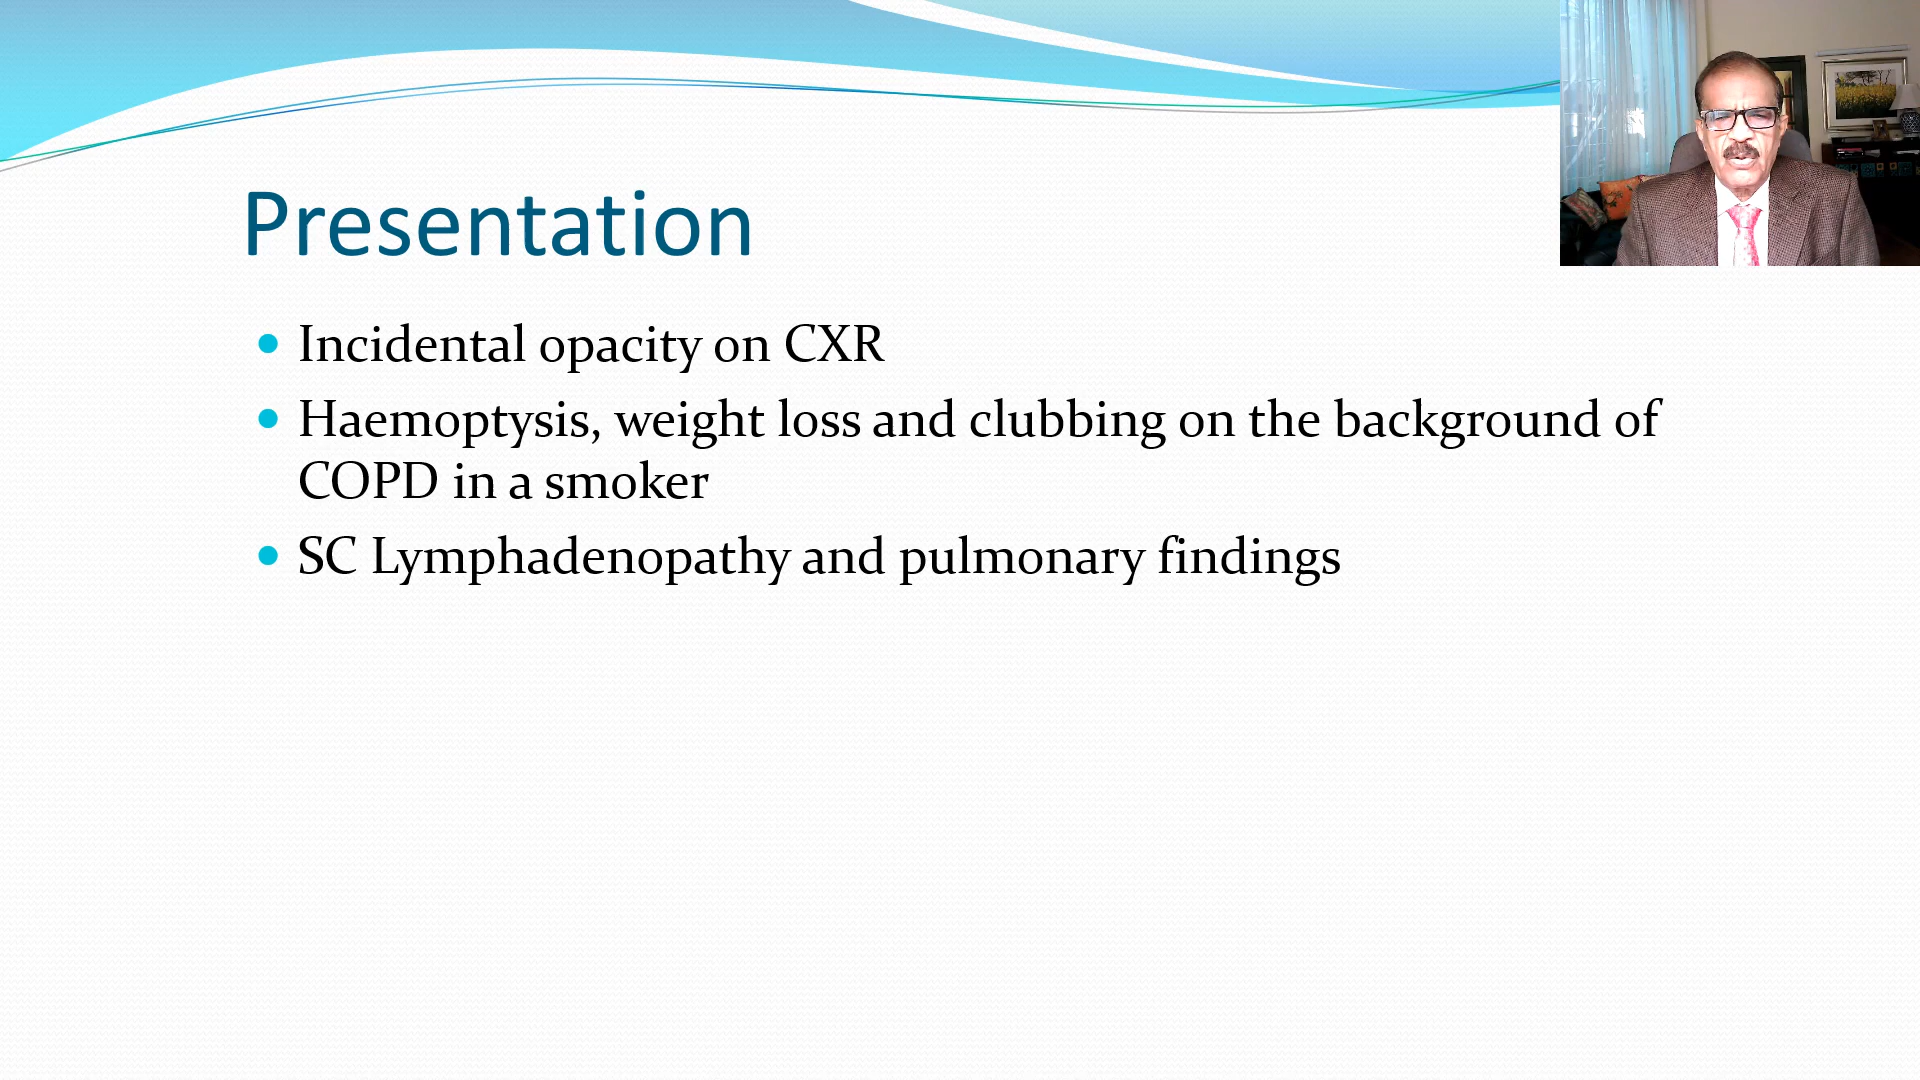 Presentation
Incidental opacity on CXR
Haemoptysis, weight loss and clubbing on the background of
COPD in a smoker
SC Lymphadenopathy and pulmonary findings